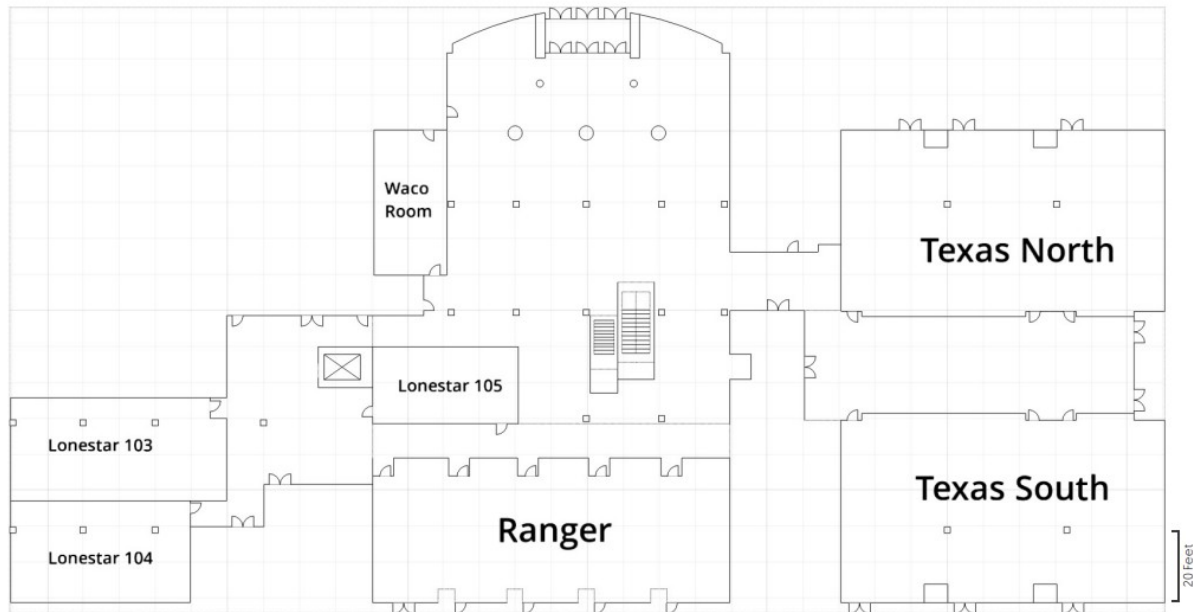 Waco
Room
Texas North
Lonestar 105
Lonestar 103
Texas South
Ranger
Lonestar 104
20 Feet